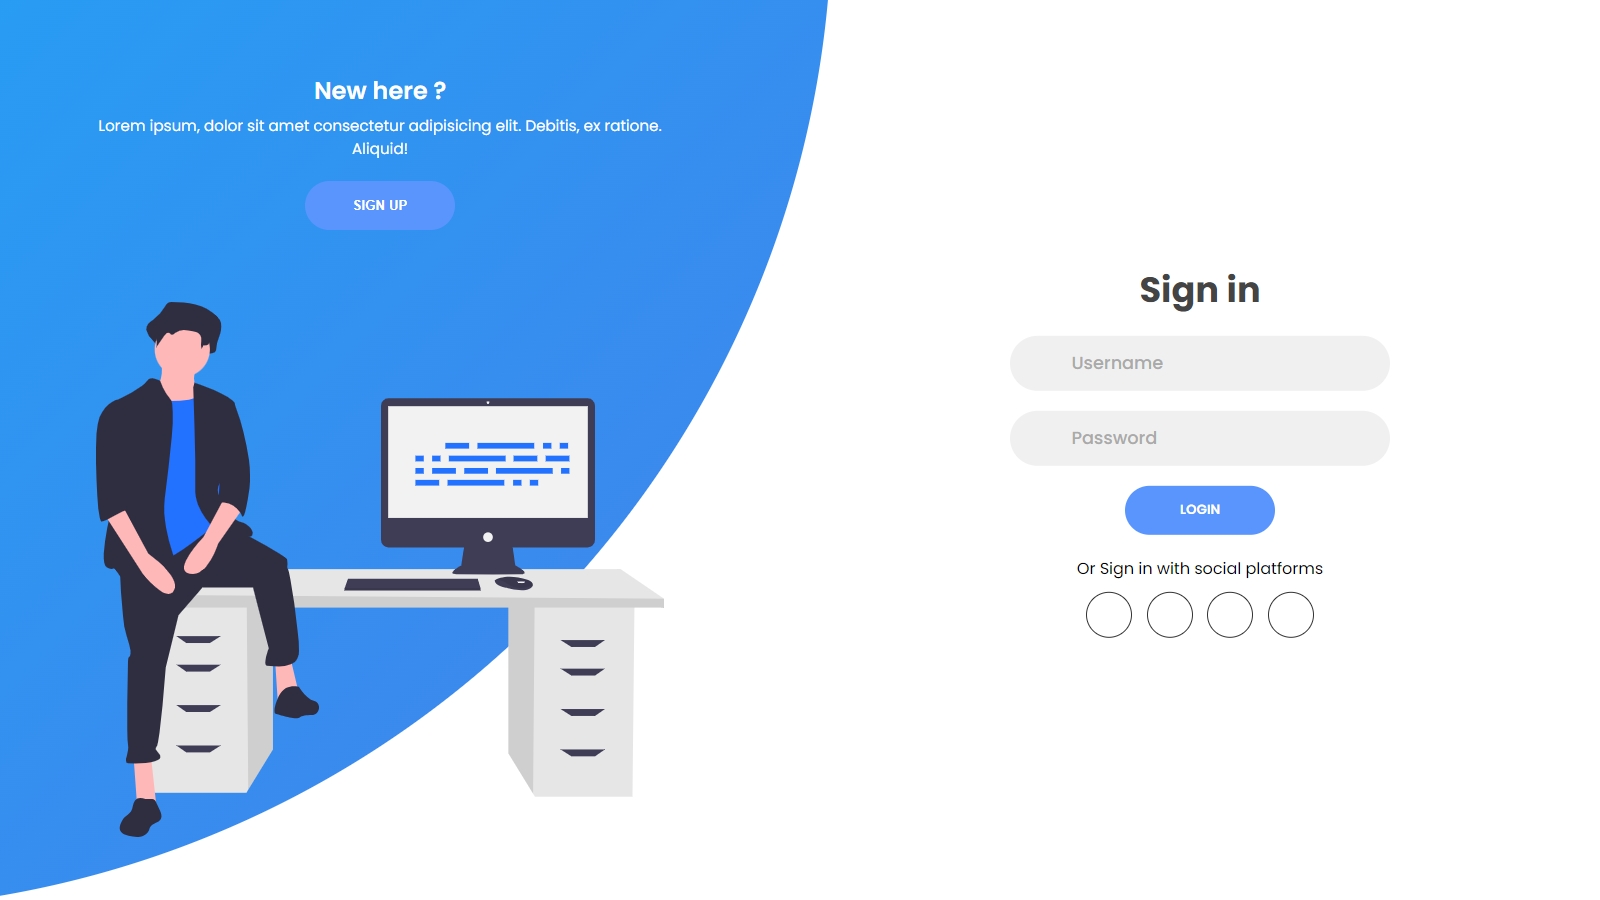 New here ?
Lorem ipsum, dolor sit amet consectetur adipisicing elit. Debitis, ex ratione.
Aliquid!
SIGN UP
Sign in
Username
Password
LOGIN
Or Sign in with social platforms